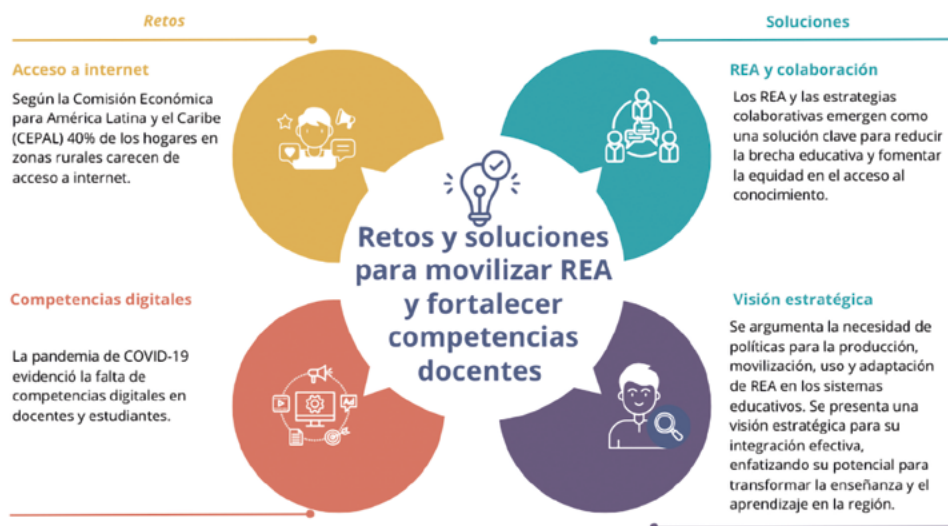 Retos
Soluciones
Acceso a internet
Según la Comisión Económica
para América Latina y el Caribe
(CEPAL) 40% de los hogares en
zonas rurales carecen de
acceso a internet.
REA y colaboración
Los REA y las estrategias
colaborativas emergen como
una solución clave para reducir
la brecha educativa y fomentar
la equidad en el acceso al
conocimiento.
Retos y soluciones
para movilizar REA
y fortalecer
competencias
docentes
Competencias digitales
La pandemia de COVID-19
evidenció la falta de
competencias digitales en
docentes y estudiantes.
Visión estratégica
Se argumenta la necesidad de
políticas para la producción,
movilización, uso y adaptación
de REA en los sistemas
educativos. Se presenta una
visión estratégica para su
integración efectiva,
enfatizando su potencial para
transformar la enseñanza y el
aprendizaje en la región.